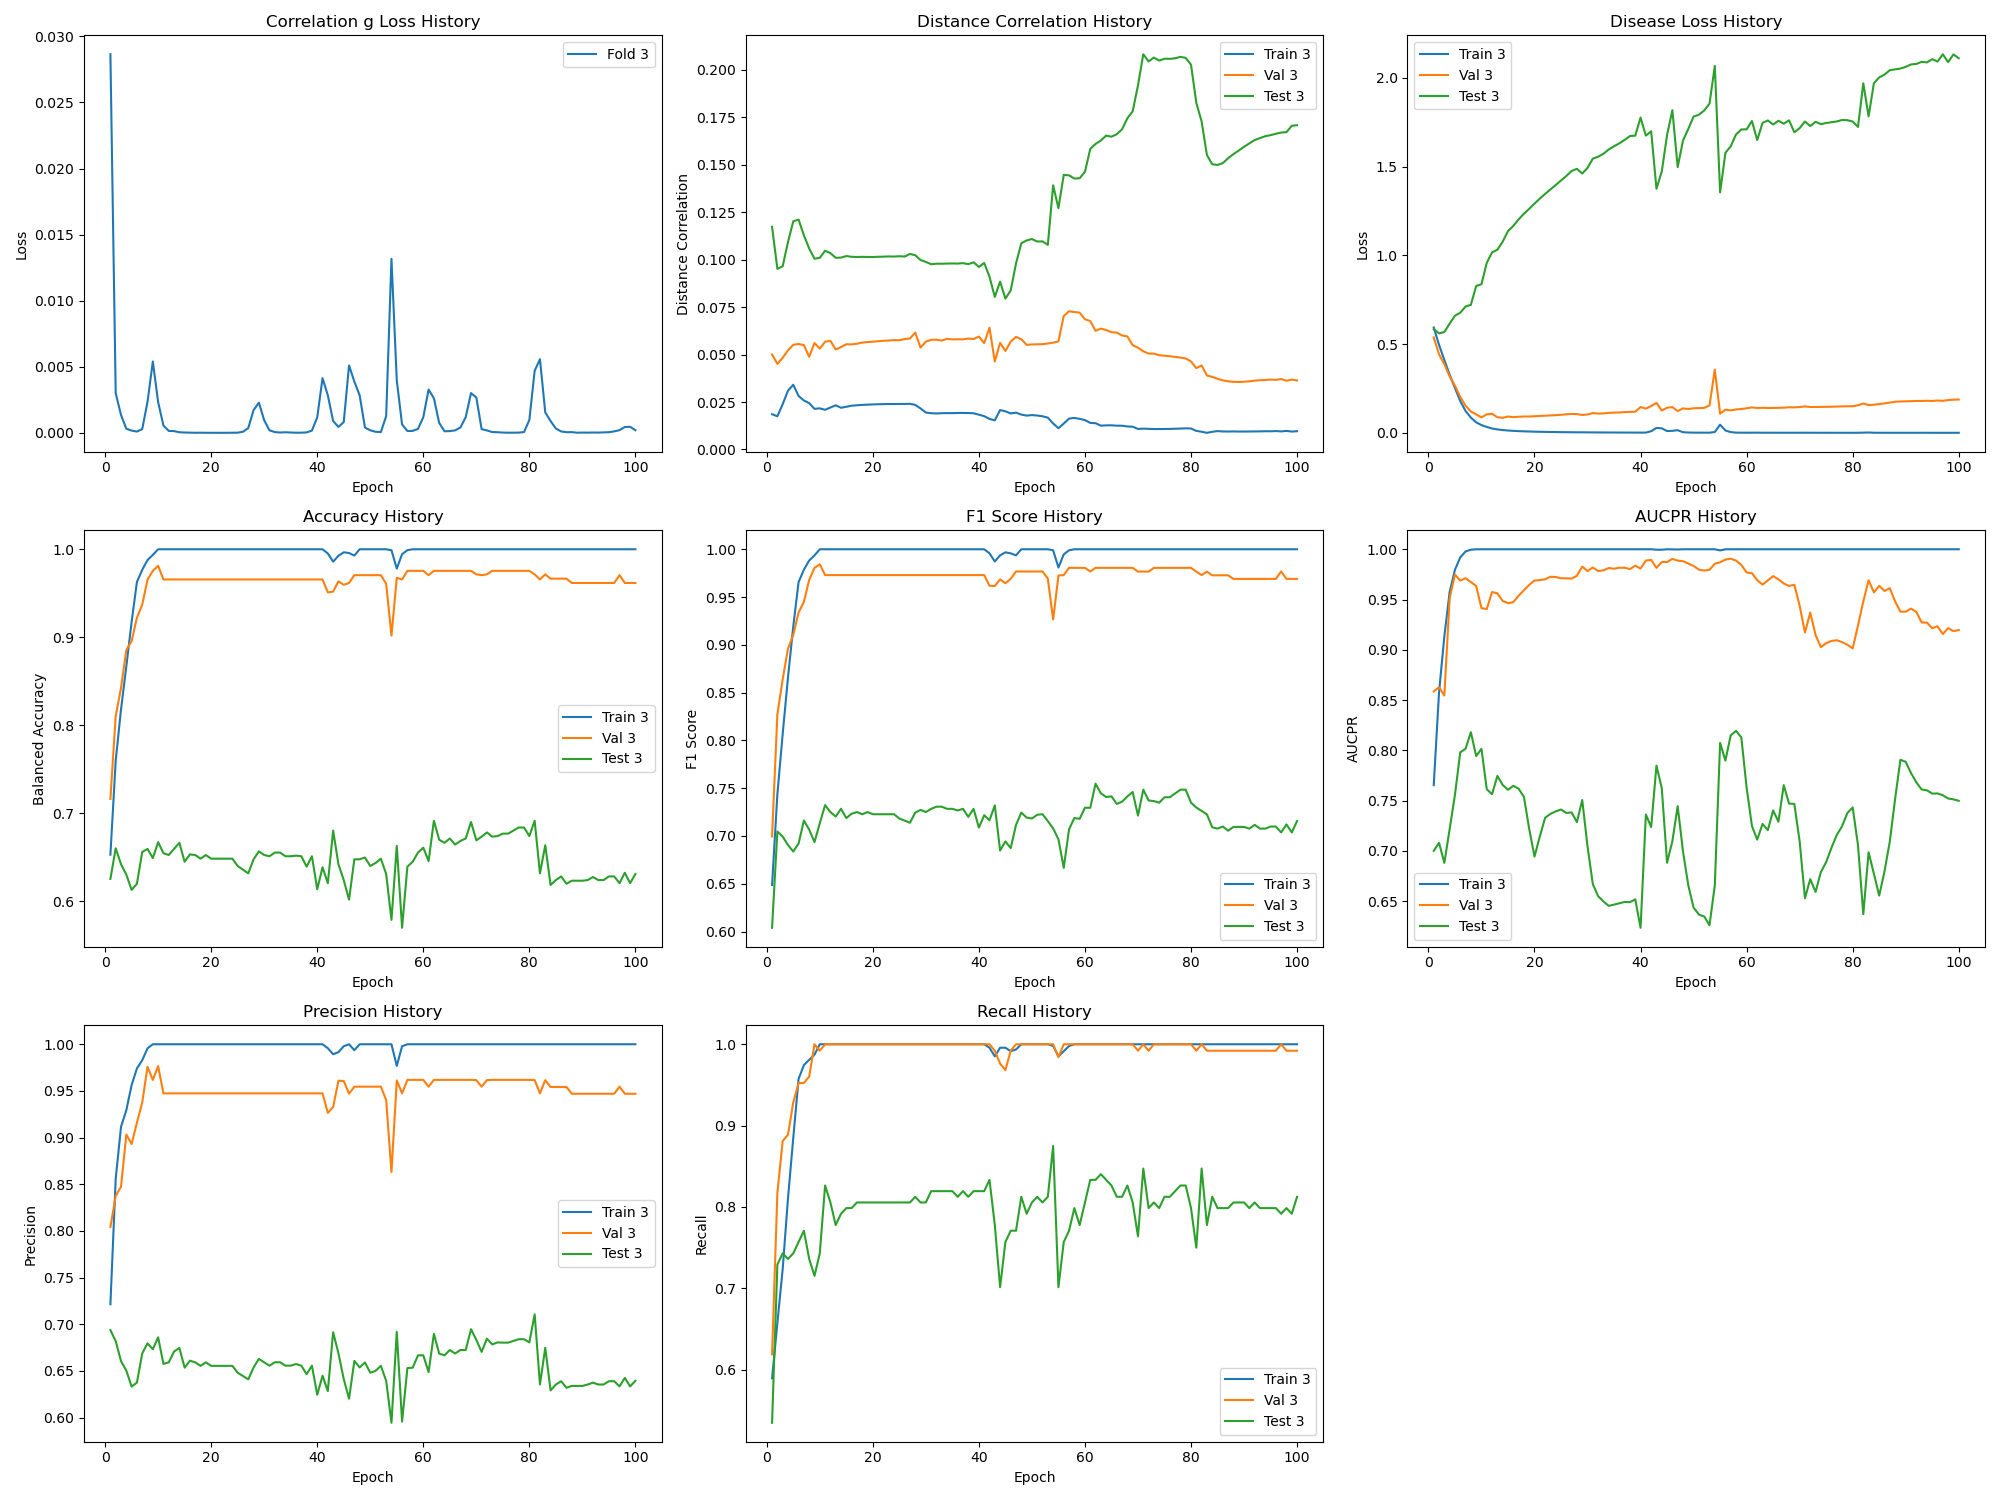 Correlation g Loss History
Loss
0.030
0.025
0.020
0.015
0.010
0.005
0.000
0 20 40 60 80 100
Epoch
Fold 3
Distance Correlation History
Distance Correlation
0.200
0.175
0.150
0.125
0.100
0.075
0.050
0.025
0.000
0 20 40 60 80 100
Epoch
Train 3
Val 3
Test 3
Disease Loss History
Loss
2.0
1.5
1.0
0.5
0.0
0 20 40 60 80 100
Epoch
Train 3
Val 3
Test 3
Accuracy History
Balanced Accuracy
1.0
0.9
0.8
0.7
0.6
0 20 40 60 80 100
Epoch
Train 3
Val 3
Test 3
F1 Score History
F1 Score
1.00
0.95
0.90
0.85
0.80
0.75
0.70
0.65
0.60
0 20 40 60 80 100
Epoch
Train 3
Val 3
Test 3
AUCPR History
AUCPR
1.00
0.95
0.90
0.85
0.80
0.75
0.70
0.65
0 20 40 60 80 100
Epoch
Train 3
Val 3
Test 3
Precision History
Precision
1.00
0.95
0.90
0.85
0.80
0.75
0.70
0.65
0.60
0 20 40 60 80 100
Epoch
Train 3
Val 3
Test 3
Recall History
Recall
1.0
0.9
0.8
0.7
0.6
0 20 40 60 80 100
Epoch
Train 3
Val 3
Test 3